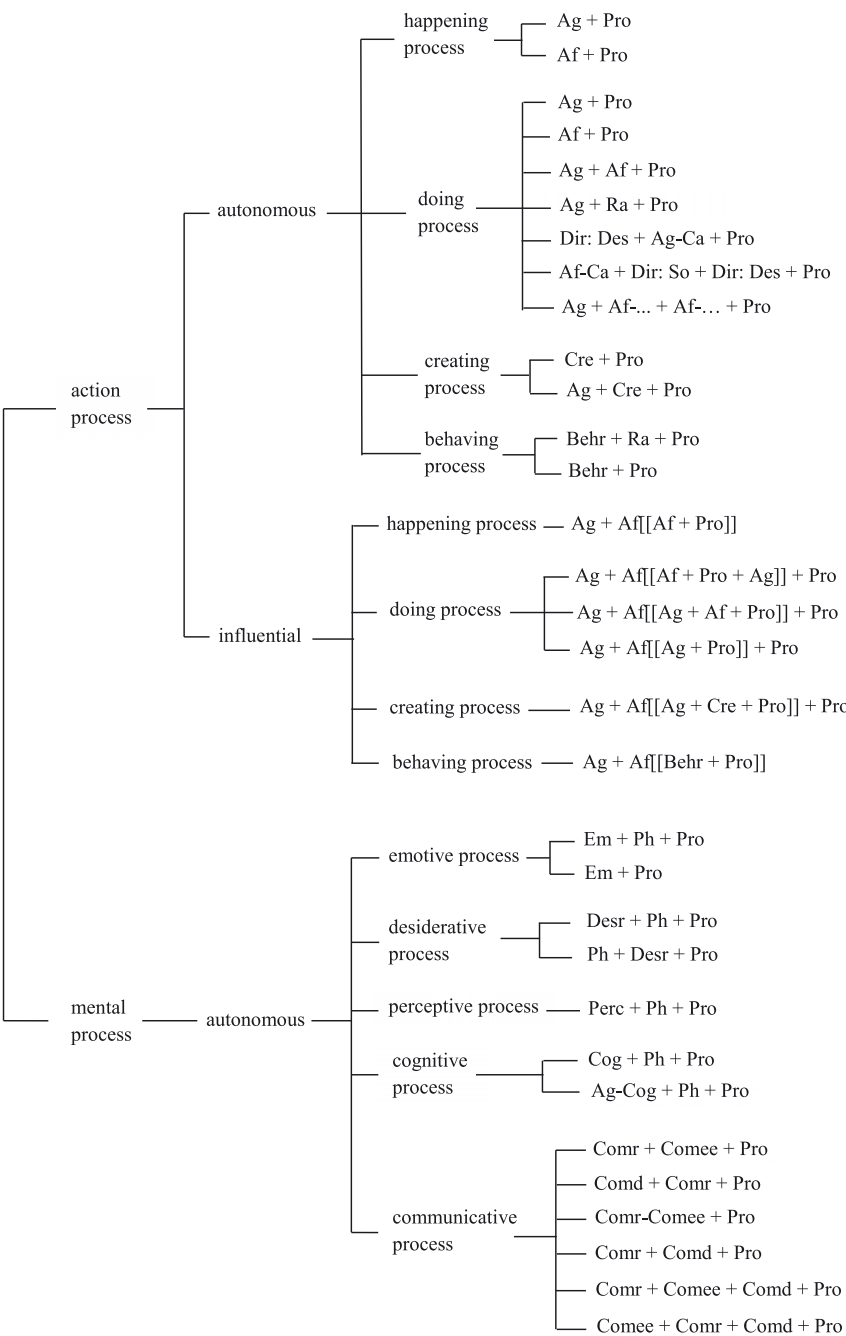 happening
process
Ag + Pro
Af + Pro
autonomous
doing
process
Ag + Pro
Af + Pro
Ag + Af + Pro
Ag + Ra + Pro
Dir: Des + Ag-Ca + Pro
Af-Ca + Dir: So + Dir: Des + Pro
Ag + Af-... + Af-… + Pro
creating
process
Cre + Pro
Ag + Cre + Pro
action
process
behaving
process
Behr + Ra + Pro
Behr + Pro
happening process
Ag + Af[[Af + Pro]]
influential
doing process
Ag + Af[[Af + Pro + Ag]] + Pro
Ag + Af[[Ag + Af + Pro]] + Pro
Ag + Af[[Ag + Pro]] + Pro
creating process
Ag + Af[[Ag + Cre + Pro]] + Pro
behaving process
Ag + Af[[Behr + Pro]]
emotive process
Em + Ph + Pro
Em + Pro
desiderative
process
Desr + Ph + Pro
Ph + Desr + Pro
mental
process
autonomous
perceptive process
Perc + Ph + Pro
cognitive
process
Cog + Ph + Pro
Ag-Cog + Ph + Pro
communicative
process
Comr + Comee + Pro
Comd + Comr + Pro
Comr-Comee + Pro
Comr + Comd + Pro
Comr + Comee + Comd + Pro
Comee + Comr + Comd + Pro